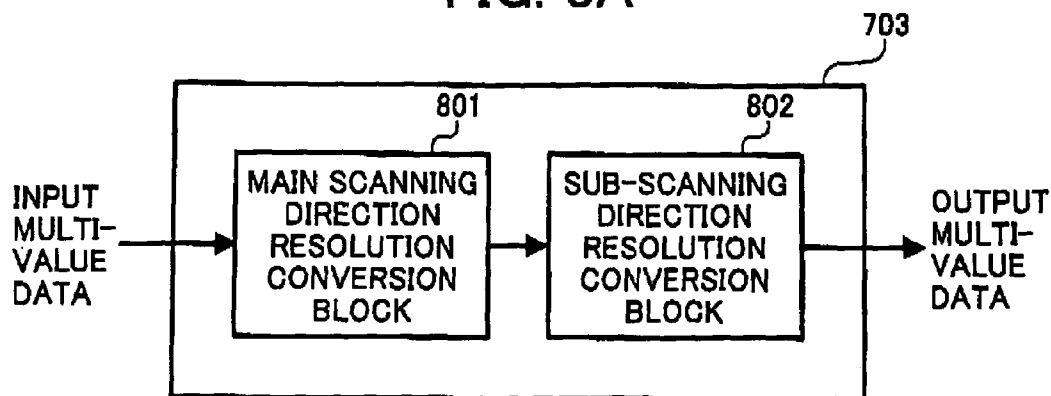 703
801
802
INPUT
MULTI-
VALUE
DATA
MAIN SCANNING
DIRECTION
RESOLUTION
CONVERSION
BLOCK
SUB-SCANNING
DIRECTION
RESOLUTION
CONVERSION
BLOCK
OUTPUT
MULTI-
VALUE
DATA